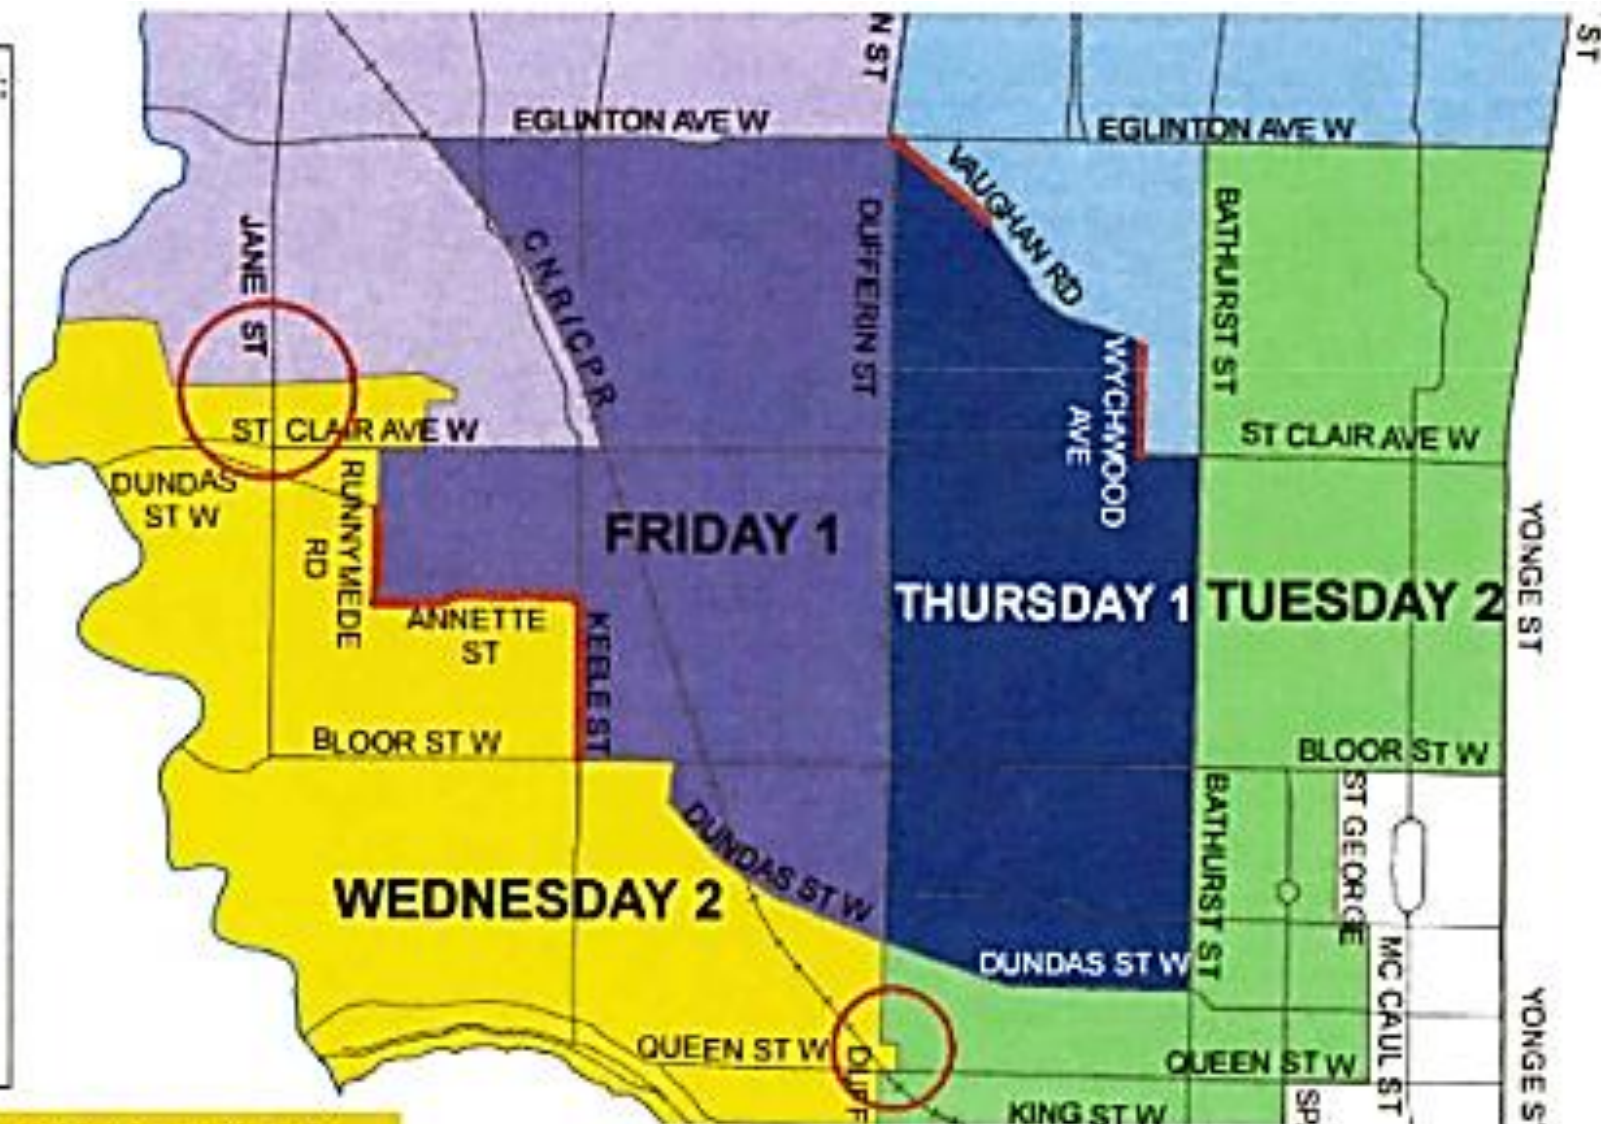 N ST
ST
EGLINTON AVE W
EGLINTON AVE W
VAUGHAN RD
JANE ST
C.N.R/C.P.R
DUFFERIN ST
BATHURST ST
WYCHWOOD
AVE
ST CLAIR AVE W
ST CLAIR AVE W
DUNDAS
ST W
RUNNYMEDE
RD
FRIDAY 1
THURSDAY 1
TUESDAY 2
YONGE ST
ANNETTE
ST
KEELE ST
BLOOR ST W
BLOOR ST W
DUNDAS ST W
BATHURST ST
ST GEORGE
WEDNESDAY 2
DUNDAS ST W
MC CAUL ST
YONGE S
QUEEN ST W
DUFF
QUEEN ST W
KING ST W
SP